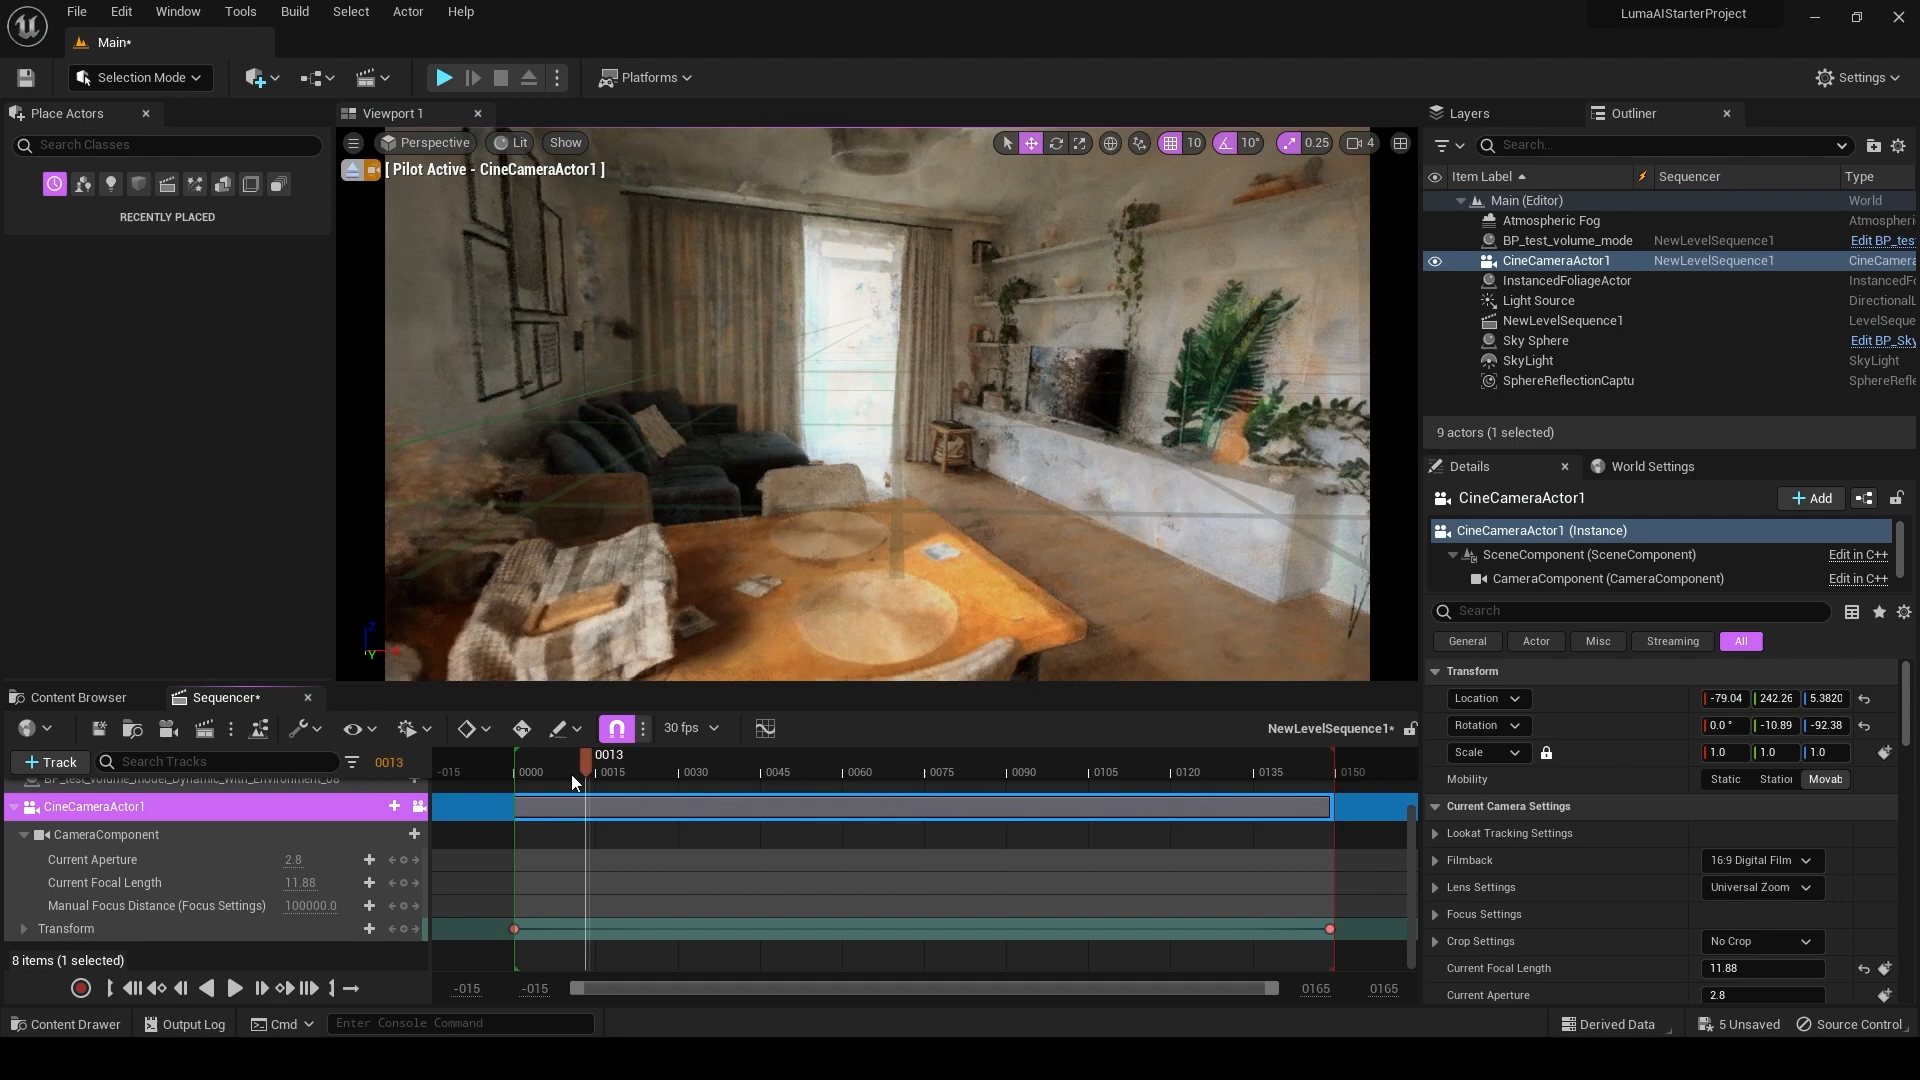 File Edit Window Tools Build Select Actor Help
LumaAIStarterProject
Main*
Selection Mode
Platforms
Settings
Place Actors
Search Classes
RECENTLY PLACED
Viewport 1
Perspective Lit Show
10 10° 0.25 4
[ Pilot Active - CineCameraActor1 ]
Z
Y
Layers Outliner
Search...
Item Label Sequencer Type
Main (Editor) World
Atmospheric Fog Atmospheri
BP_test_volume_mode NewLevelSequence1 Edit BP_tes
CineCameraActor1 NewLevelSequence1 CineCamera
InstancedFoliageActor InstancedFo
Light Source DirectionalL
NewLevelSequence1 LevelSeque
Sky Sphere Edit BP_Sky
SkyLight SkyLight
SphereReflectionCaptu SphereRefle
9 actors (1 selected)
Details World Settings
CineCameraActor1 + Add
CineCameraActor1 (Instance)
SceneComponent (SceneComponent) Edit in C++
CameraComponent (CameraComponent) Edit in C++
Search
General Actor Misc Streaming All
Transform
Location -79.04 242.26 5.3820
Rotation 0.0 ° -10.89 -92.38
Scale 1.0 1.0 1.0
Mobility Static Station Movab
Current Camera Settings
Lookat Tracking Settings
Filmback 16:9 Digital Film
Lens Settings Universal Zoom
Focus Settings
Crop Settings No Crop
Current Focal Length 11.88
Current Aperture 2.8
Content Browser Sequencer*
30 fps NewLevelSequence1*
+ Track Search Tracks 0013
0013
-015 0000 0015 0030 0045 0060 0075 0090 0105 0120 0135 0150
BP_test_volume_model_Dynamic_With_Environment_08
CineCameraActor1
CameraComponent
Current Aperture 2.8
Current Focal Length 11.88
Manual Focus Distance (Focus Settings) 100000.0
Transform
8 items (1 selected)
-015 -015 0165 0165
Content Drawer Output Log Cmd Enter Console Command
Derived Data 5 Unsaved Source Control